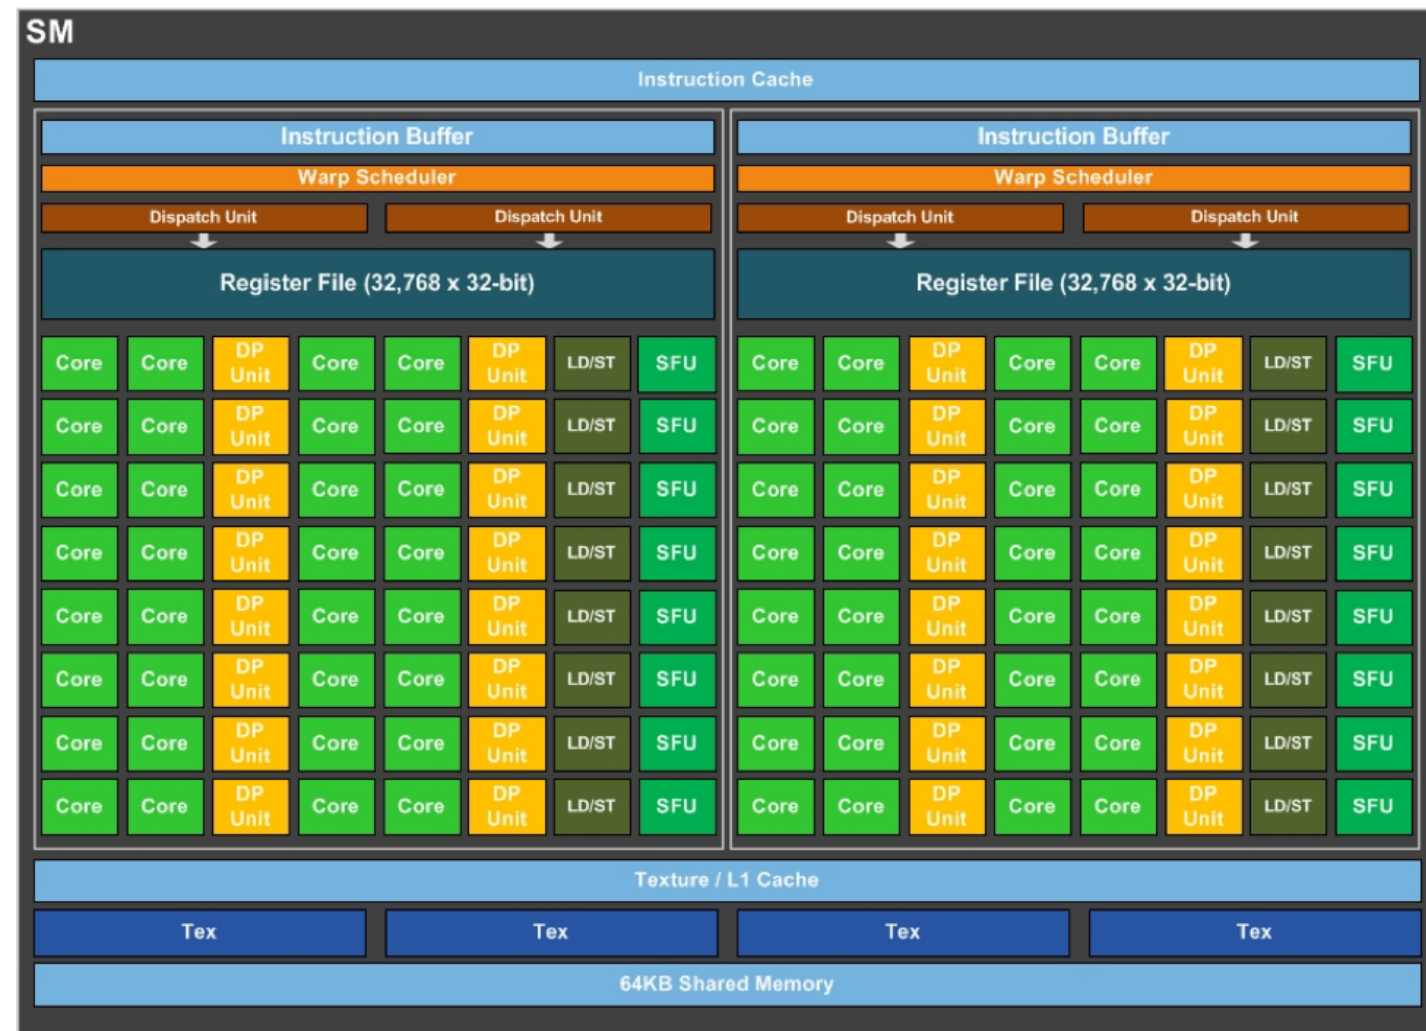 SM
Instruction Cache
Instruction Buffer Instruction Buffer
Warp Scheduler Warp Scheduler
Dispatch Unit Dispatch Unit Dispatch Unit Dispatch Unit
Register File (32,768 x 32-bit) Register File (32,768 x 32-bit)
Core Core DP Unit Core Core DP Unit LD/ST SFU Core Core DP Unit Core Core DP Unit LD/ST SFU
Core Core DP Unit Core Core DP Unit LD/ST SFU Core Core DP Unit Core Core DP Unit LD/ST SFU
Core Core DP Unit Core Core DP Unit LD/ST SFU Core Core DP Unit Core Core DP Unit LD/ST SFU
Core Core DP Unit Core Core DP Unit LD/ST SFU Core Core DP Unit Core Core DP Unit LD/ST SFU
Core Core DP Unit Core Core DP Unit LD/ST SFU Core Core DP Unit Core Core DP Unit LD/ST SFU
Core Core DP Unit Core Core DP Unit LD/ST SFU Core Core DP Unit Core Core DP Unit LD/ST SFU
Core Core DP Unit Core Core DP Unit LD/ST SFU Core Core DP Unit Core Core DP Unit LD/ST SFU
Core Core DP Unit Core Core DP Unit LD/ST SFU Core Core DP Unit Core Core DP Unit LD/ST SFU
Texture / L1 Cache
Tex Tex Tex Tex
64KB Shared Memory